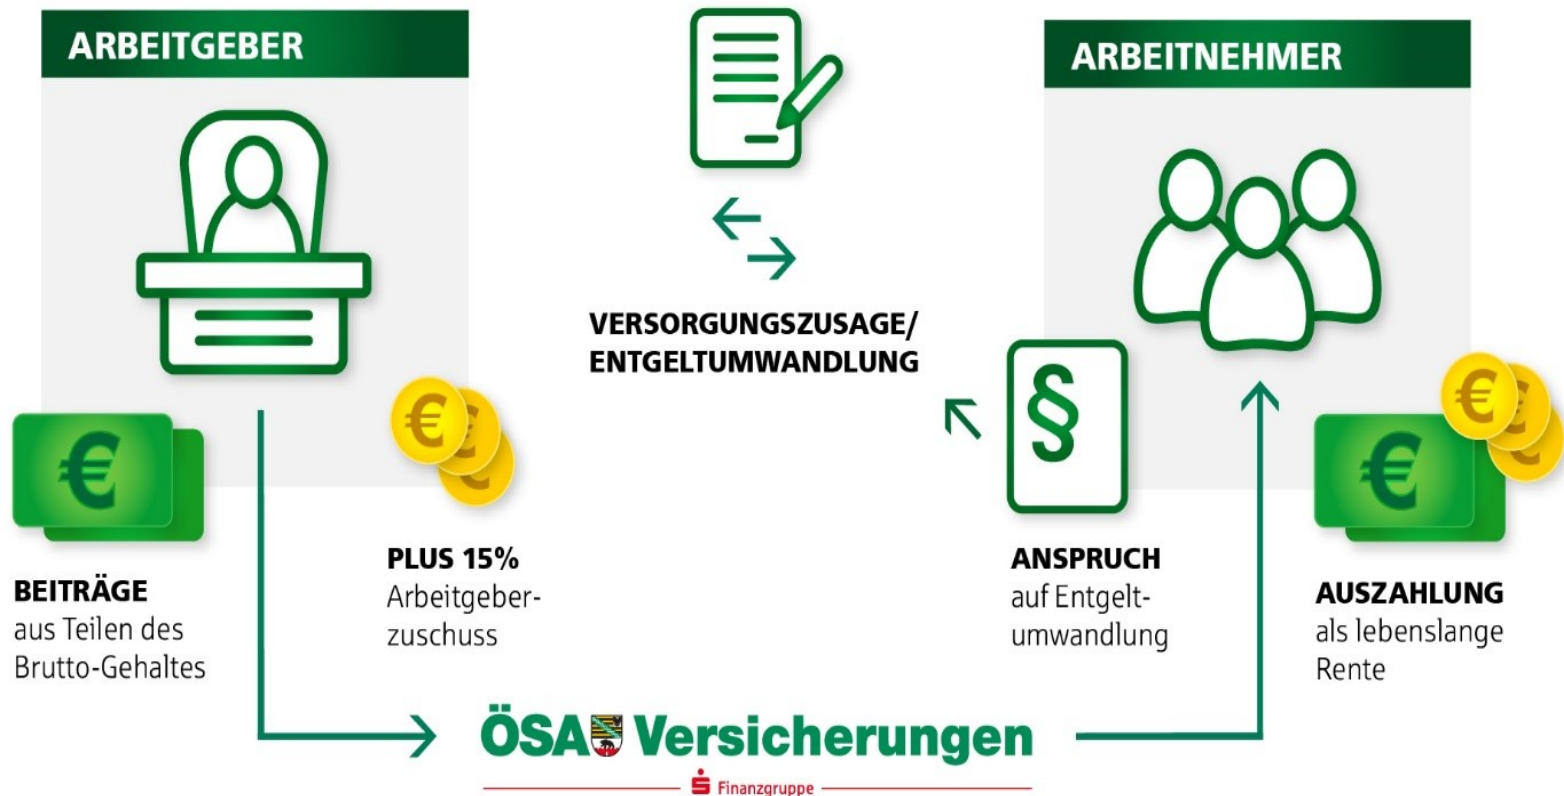 ARBEITGEBER
ARBEITNEHMER
VERSORGUNGSZUSAGE/
ENTGELTUMWANDLUNG
€
€
€
€
BEITRÄGE
aus Teilen des
Brutto-Gehaltes
PLUS 15%
Arbeitgeber-
zuschuss
§
ANSPRUCH
auf Entgelt-
umwandlung
€
€
€
€
AUSZAHLUNG
als lebenslange
Rente
ÖSA Versicherungen
Finanzgruppe